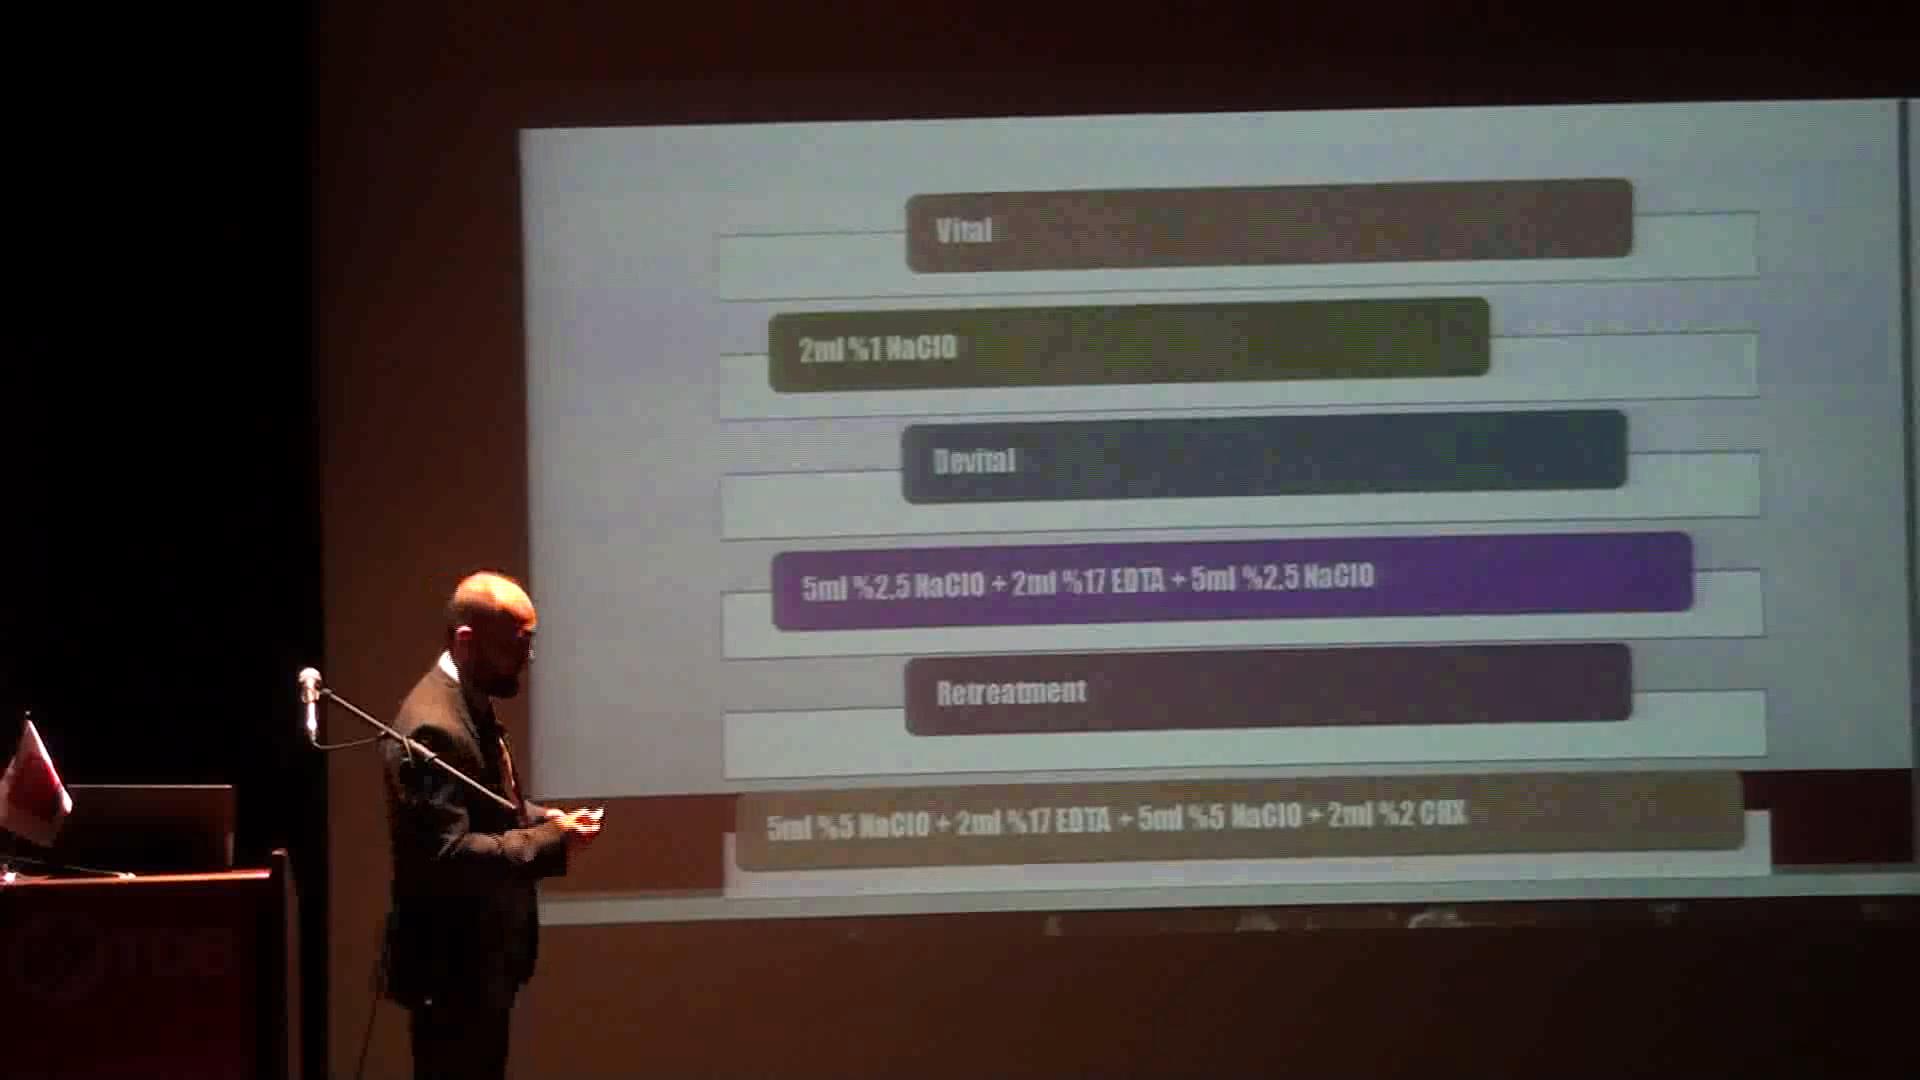 Vital
2ml %1 NaClO
Devital
5ml %2.5 NaClO + 2ml %17 EDTA + 5ml %2.5 NaClO
Retreatment
5ml %5 NaClO + 2ml %17 EDTA + 5ml %5 NaClO + 2ml %2 CHX
TDB